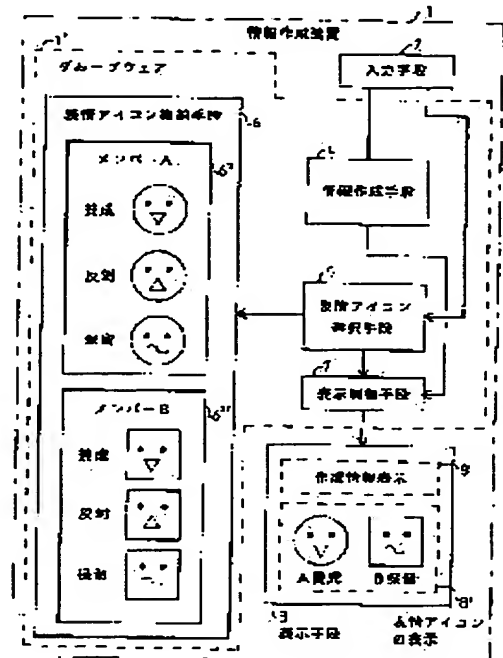 1
情報作成装置
1'
グループウェア
2
入力手段
表情アイコン格納手段
6
メンバーA
6'
賛成
反対
保留
情報作成手段
5
表情アイコン
選択手段
7
表示制御手段
メンバーB
6''
賛成
反対
保留
作成情報表示
A賛成
B保留
8'
表示手段
表情アイコン
の表示